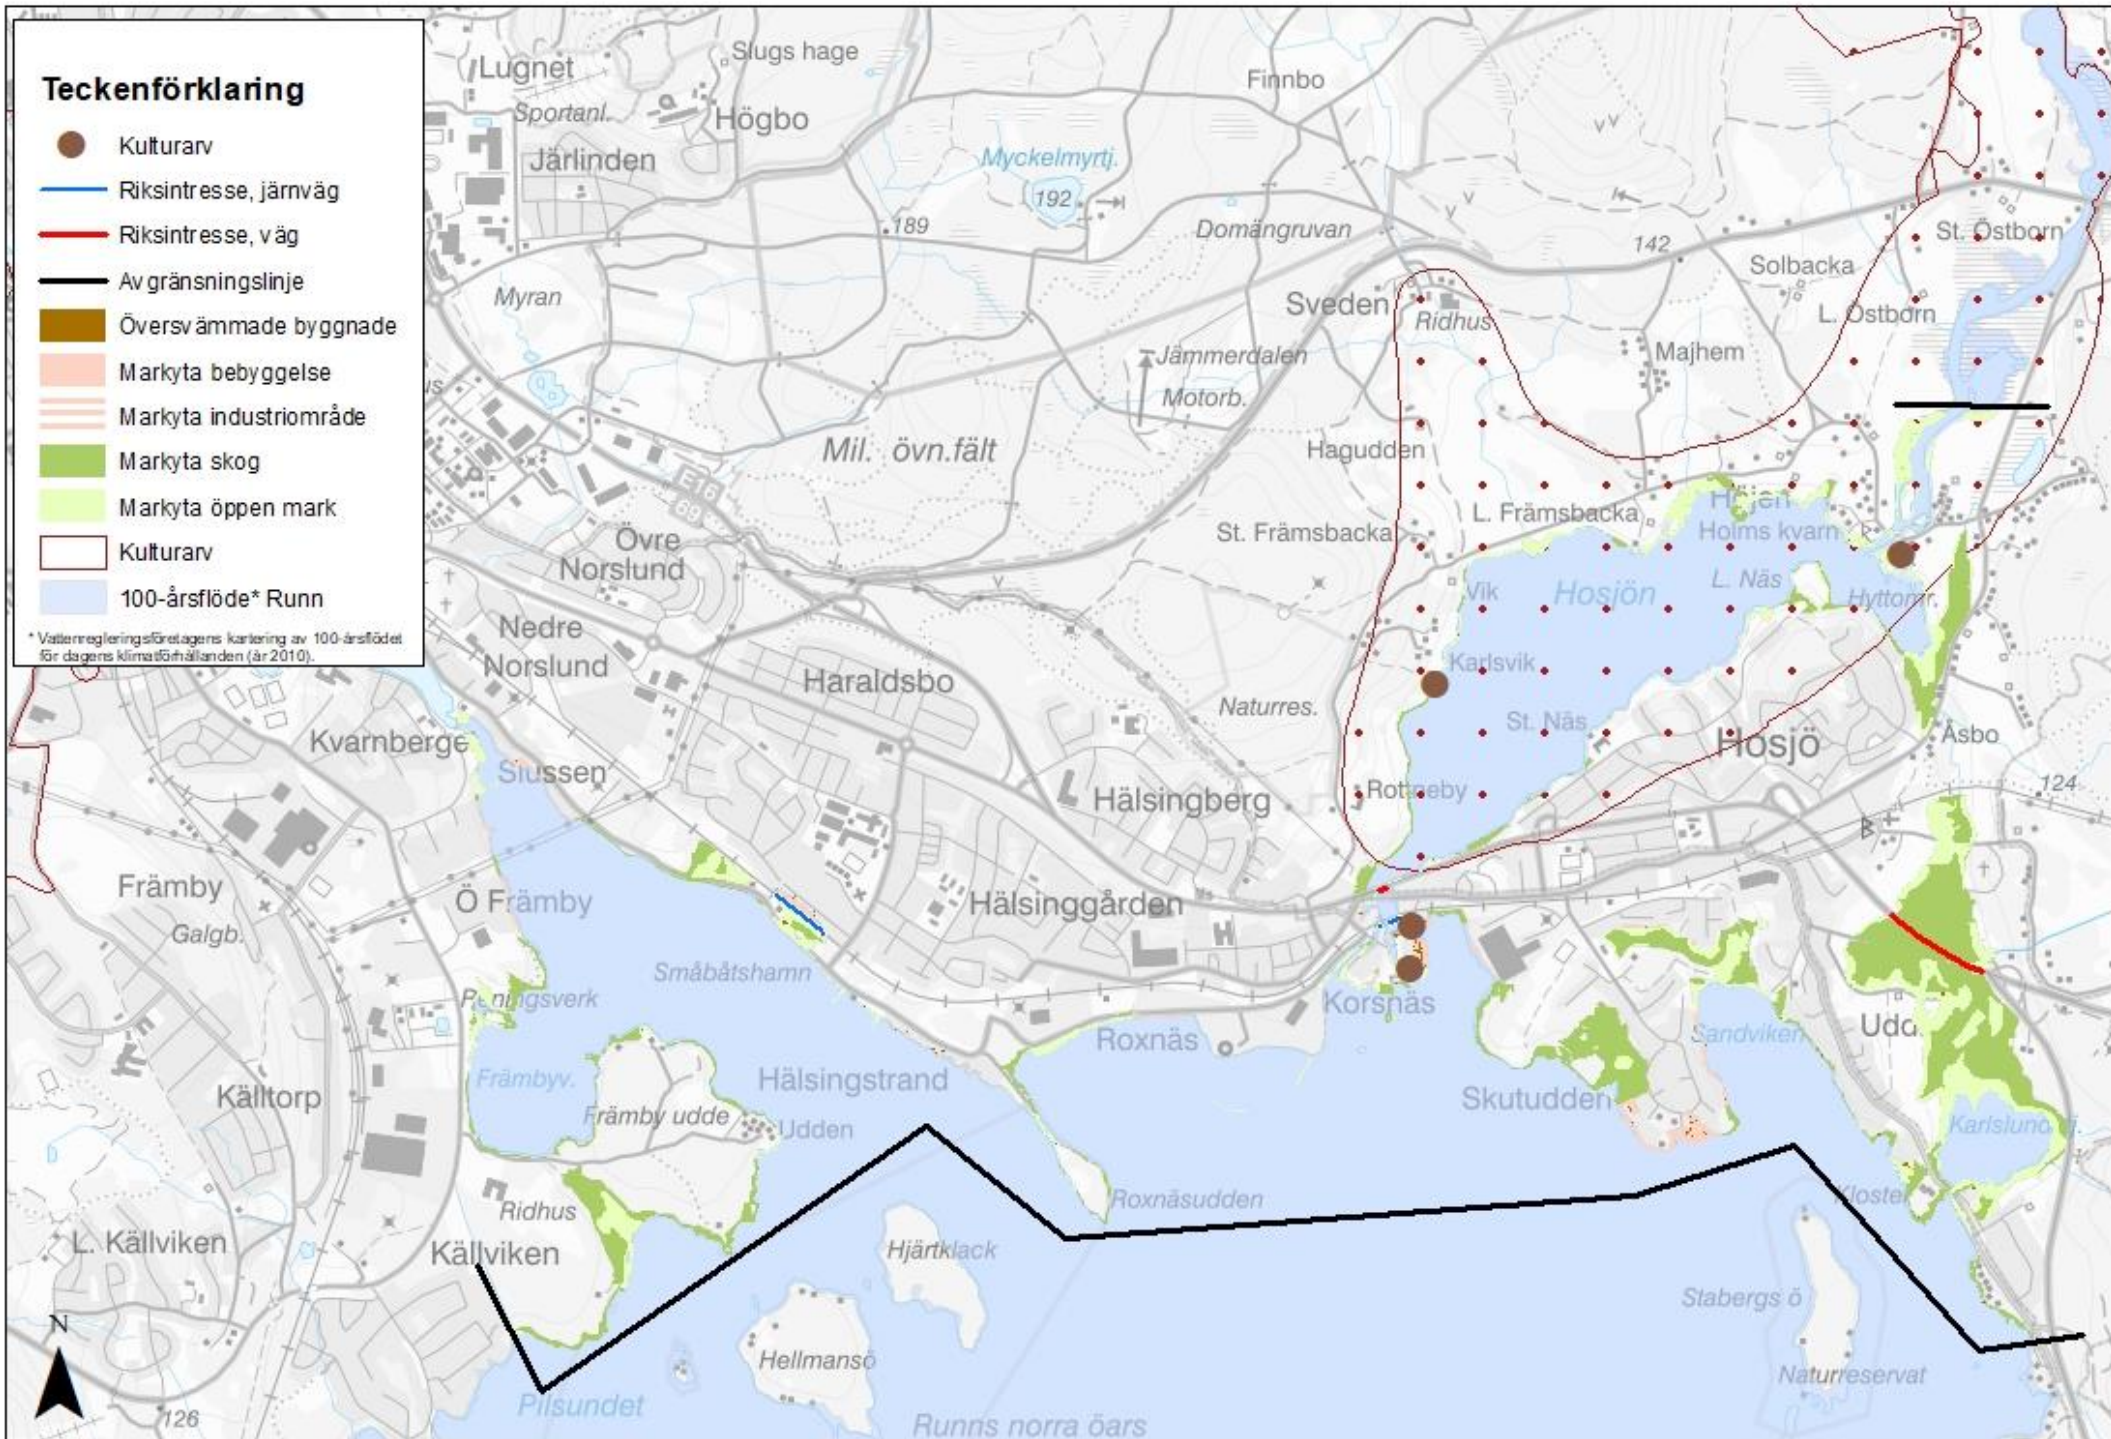 Teckenförklaring
Kulturarv
Riksintresse, järnväg
Riksintresse, väg
Avgränsningslinje
Översvämmade byggnade
Markyta bebyggelse
Markyta industriområde
Markyta skog
Markyta öppen mark
Kulturarv
100-årsflöde* Runn
* Vattenregleringsföretagens kartering av 100-årsflödet
för dagens klimatförhållanden (år 2010).
Lugnet
Sportanl.
Slugs hage
Högbo
Järlinden
Finnbo
Myckelmyrtj.
192
189
Domängruvan
142
St. Östborn
Solbacka
L. Östborn
Myran
Sveden
Ridhus
Jämmerdalen
Motorb.
Majhem
Mil. övn.fält
Hagudden
E16
69
L. Främsbacka
Höjen
Holms kvarn
St. Främsbacka
Övre
Norslund
Hosjön
L. Näs
Vik
Hyttomr.
Nedre
Norslund
Haraldsbo
Karlsvik
Naturres.
St. Näs
Hosjö
Åsbo
Kvarnberge
Slussen
124
Hälsingberg
Rottneby
Främby
Galgb.
Ö Främby
Hälsinggården
Småbåtshamn
Reningsverk
Korsnäs
Roxnäs
Sandviken
Udd
Källtorp
Främbyv.
Hälsingstrand
Främby udde
Udden
Skutudden
Karlslund
j.
Roxnäsudden
Kloster
Ridhus
L. Källviken
Källviken
Hjärtklack
Stabergs ö
N
Hellmansö
Naturreservat
126
Pilsundet
Runns norra öars